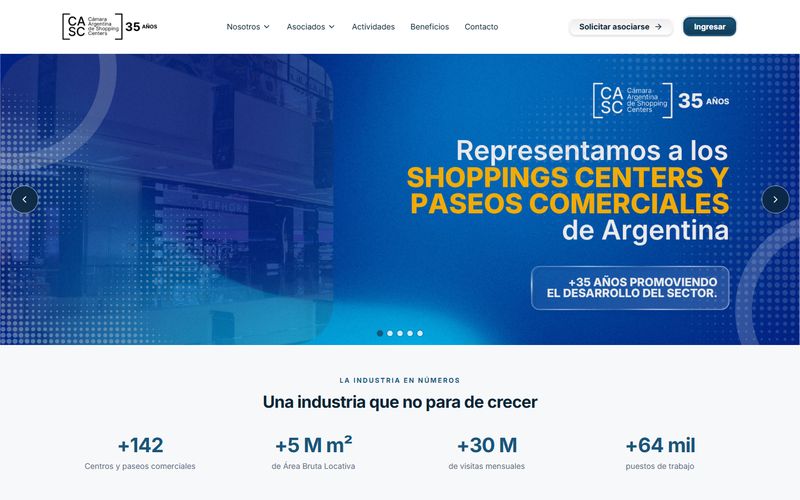 CA
SC
Cámara
Argentina
de Shopping
Centers
35 AÑOS
Nosotros
Asociados
Actividades
Beneficios
Contacto
Solicitar asociarse
Ingresar
CA
SC
Cámara
Argentina
de Shopping
Centers
35 AÑOS
Representamos a los
SHOPPINGS CENTERS Y
PASEOS COMERCIALES
de Argentina
SEPHORA
+35 AÑOS PROMOVIENDO
EL DESARROLLO DEL SECTOR.
LA INDUSTRIA EN NÚMEROS
Una industria que no para de crecer
+142
Centros y paseos comerciales
+5 M m²
de Área Bruta Locativa
+30 M
de visitas mensuales
+64 mil
puestos de trabajo